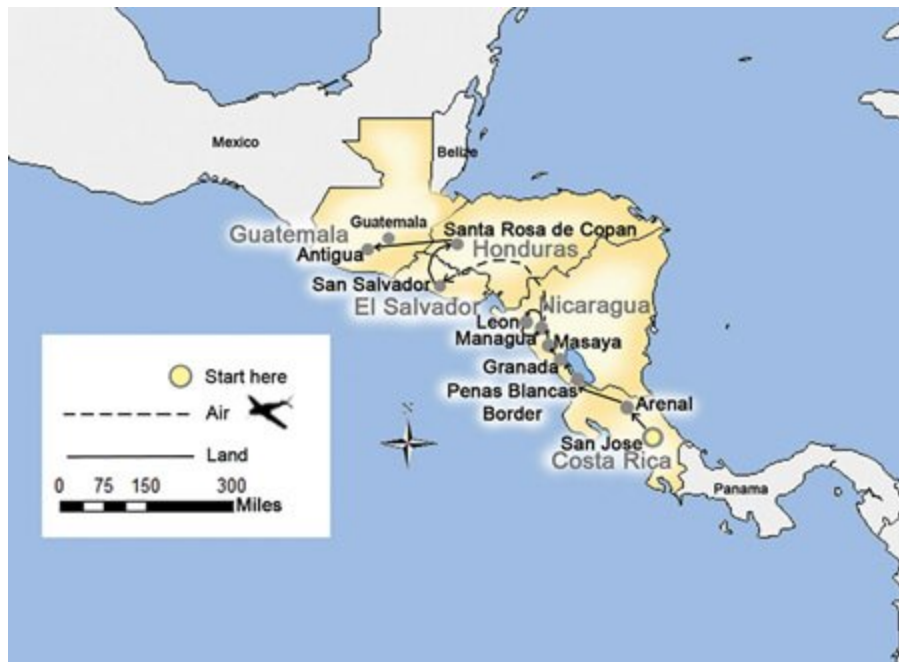 Mexico
Belize
Guatemala
Santa Rosa de Copan
Guatemala
Honduras
Antigua
San Salvador
El Salvador
Nicaragua
Leon
Managua
Masaya
Granada
Penas Blancas
Border
Arenal
San Jose
Costa Rica
Panama
N
Start here
Air
Land
0 75 150 300
Miles